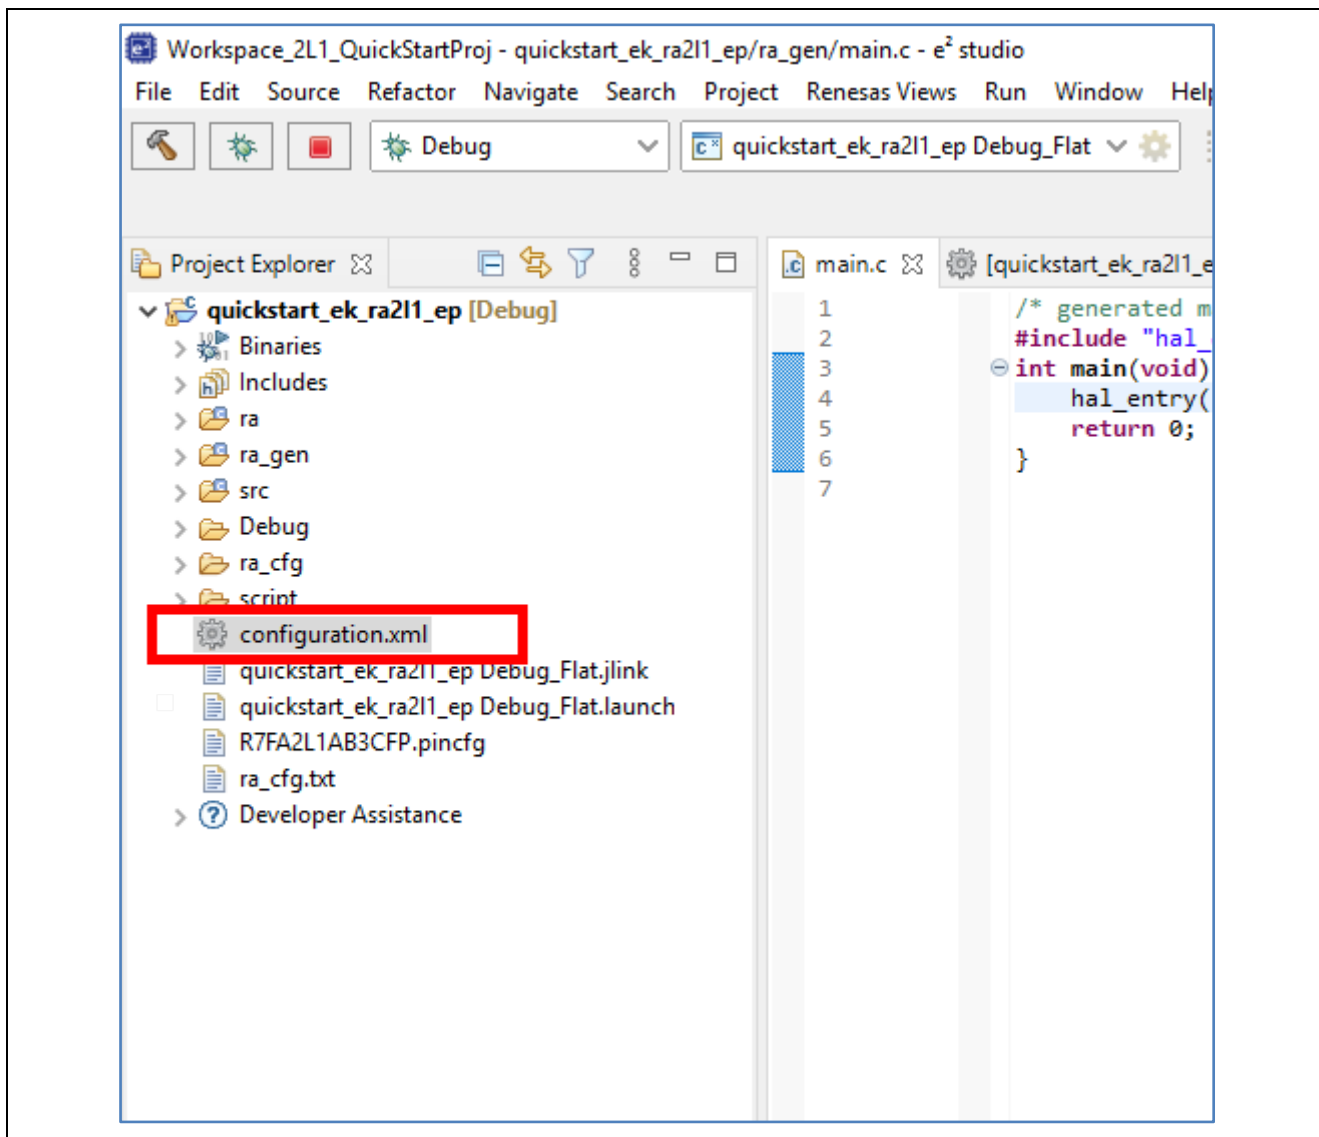 Workspace_2L1_QuickStartProj - quickstart_ek_ra2l1_ep/ra_gen/main.c - e² studio
File Edit Source Refactor Navigate Search Project Renesas Views Run Window Help
Debug quickstart_ek_ra2l1_ep Debug_Flat
Project Explorer
quickstart_ek_ra2l1_ep [Debug]
Binaries
Includes
ra
ra_gen
src
Debug
ra_cfg
script
configuration.xml
quickstart_ek_ra2l1_ep Debug_Flat.jlink
quickstart_ek_ra2l1_ep Debug_Flat.launch
R7FA2L1AB3CFP.pincfg
ra_cfg.txt
Developer Assistance
main.c [quickstart_ek_ra2l1_e
1 /* generated m
2 #include "hal_
3 int main(void)
4 hal_entry(
5 return 0;
6 }
7